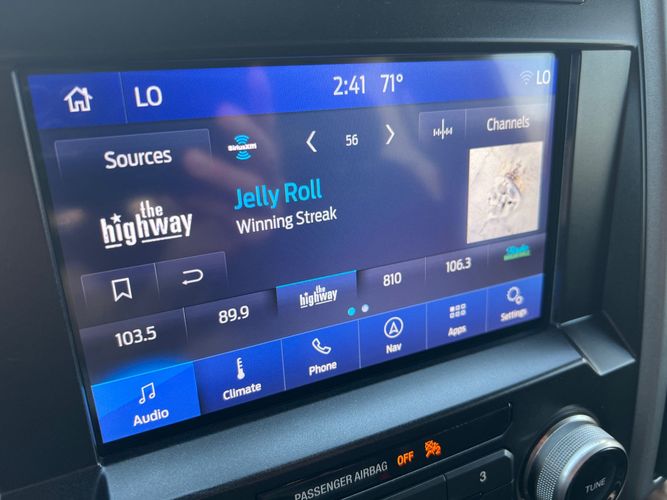 LO
2:41 71°
LO
Sources
SiriusXM
56
Channels
the
highway
Jelly Roll
Winning Streak
103.5
89.9
the
highway
810
106.3
Audio
Climate
Phone
Nav
Apps
Settings
PASSENGER AIRBAG
OFF
3
TUNE